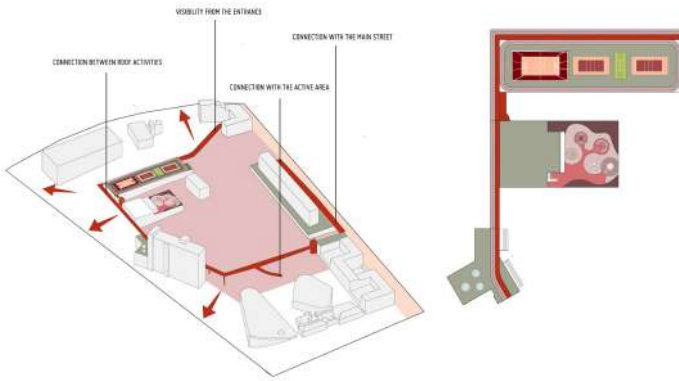 VISIBILITY FROM THE ENTRANCE
CONNECTION WITH THE MAIN STREET
CONNECTION BETWEEN ROOF ACTIVITIES
CONNECTION WITH THE ACTIVE AREA